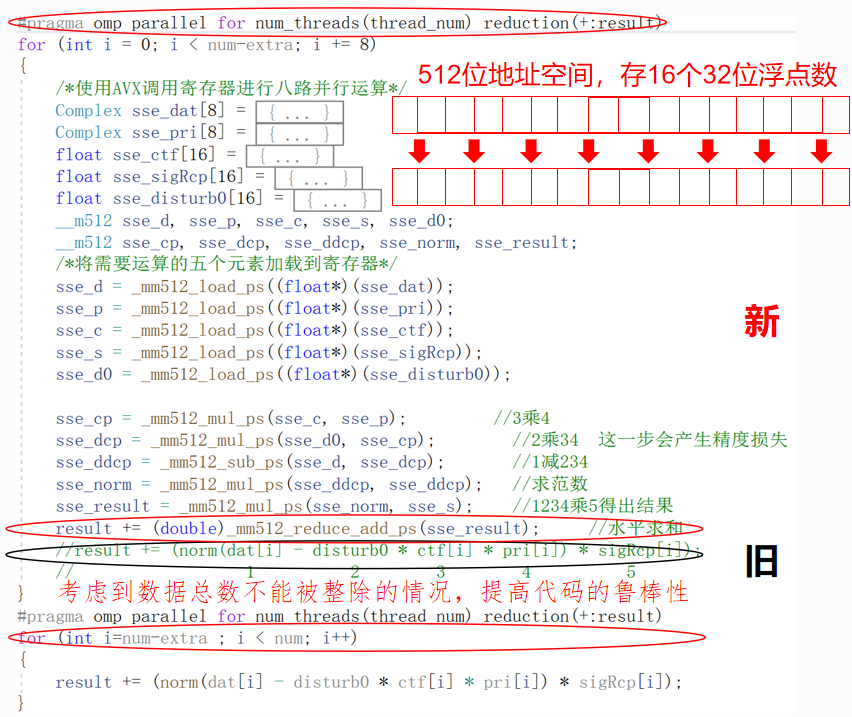 #pragma omp parallel for num_threads(thread_num) reduction(+:result)
for (int i = 0; i < num-extra; i += 8)
{
/*使用AVX调用寄存器进行八路并行运算*/
512位地址空间，存16个32位浮点数
Complex sse_dat[8] = { ... }
Complex sse_pri[8] = { ... }
float sse_ctf[16] = { ... }
float sse_sigRcp[16] = { ... }
float sse_disturb0[16] = { ... }
__m512 sse_d, sse_p, sse_c, sse_s, sse_d0;
__m512 sse_cp, sse_dcp, sse_ddcp, sse_norm, sse_result;
/*将需要运算的五个元素加载到寄存器*/
sse_d = _mm512_load_ps((float*)(sse_dat));
sse_p = _mm512_load_ps((float*)(sse_pri));
sse_c = _mm512_load_ps((float*)(sse_ctf));
新
sse_s = _mm512_load_ps((float*)(sse_sigRcp));
sse_d0 = _mm512_load_ps((float*)(sse_disturb0));
sse_cp = _mm512_mul_ps(sse_c, sse_p); //3乘4
sse_dcp = _mm512_mul_ps(sse_d0, sse_cp); //2乘34 这一步会产生精度损失
sse_ddcp = _mm512_sub_ps(sse_d, sse_dcp); //1减234
sse_norm = _mm512_mul_ps(sse_ddcp, sse_ddcp); //求范数
sse_result = _mm512_mul_ps(sse_norm, sse_s); //1234乘5得出结果
result += (double)_mm512_reduce_add_ps(sse_result); //水平求和
//result += (norm(dat[i] - disturb0 * ctf[i] * pri[i]) * sigRcp[i]);
旧
// 1 2 3 4 5
} 考虑到数据总数不能被整除的情况，提高代码的鲁棒性
#pragma omp parallel for num_threads(thread_num) reduction(+:result)
for (int i=num-extra ; i < num; i++)
{
result += (norm(dat[i] - disturb0 * ctf[i] * pri[i]) * sigRcp[i]);
}